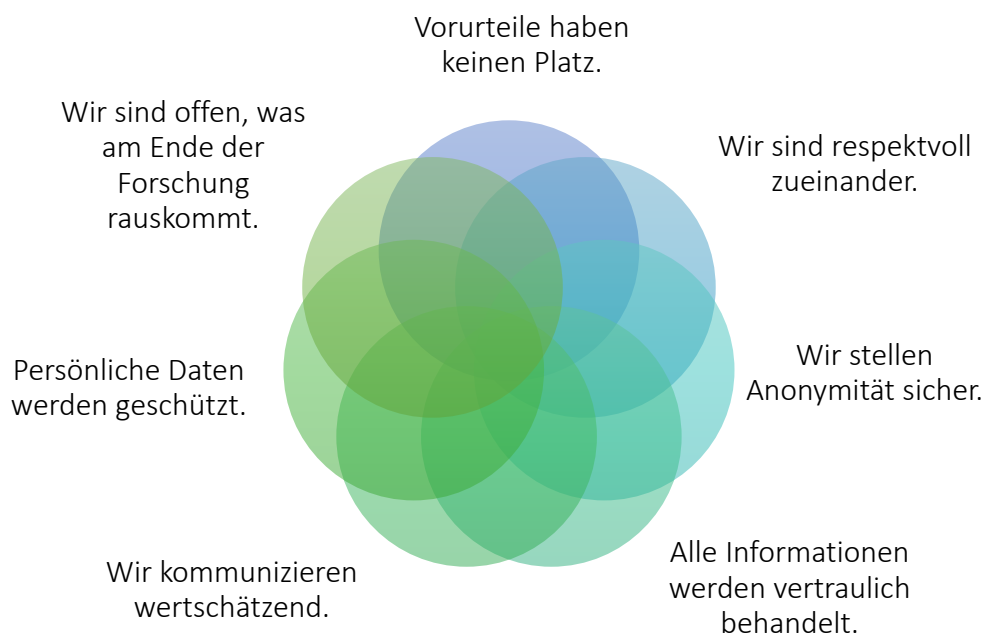 Vorurteile haben
keinen Platz.
Wir sind respektvoll
zueinander.
Wir stellen
Anonymität sicher.
Alle Informationen
werden vertraulich
behandelt.
Wir kommunizieren
wertschätzend.
Persönliche Daten
werden geschützt.
Wir sind offen, was
am Ende der
Forschung
rauskommt.